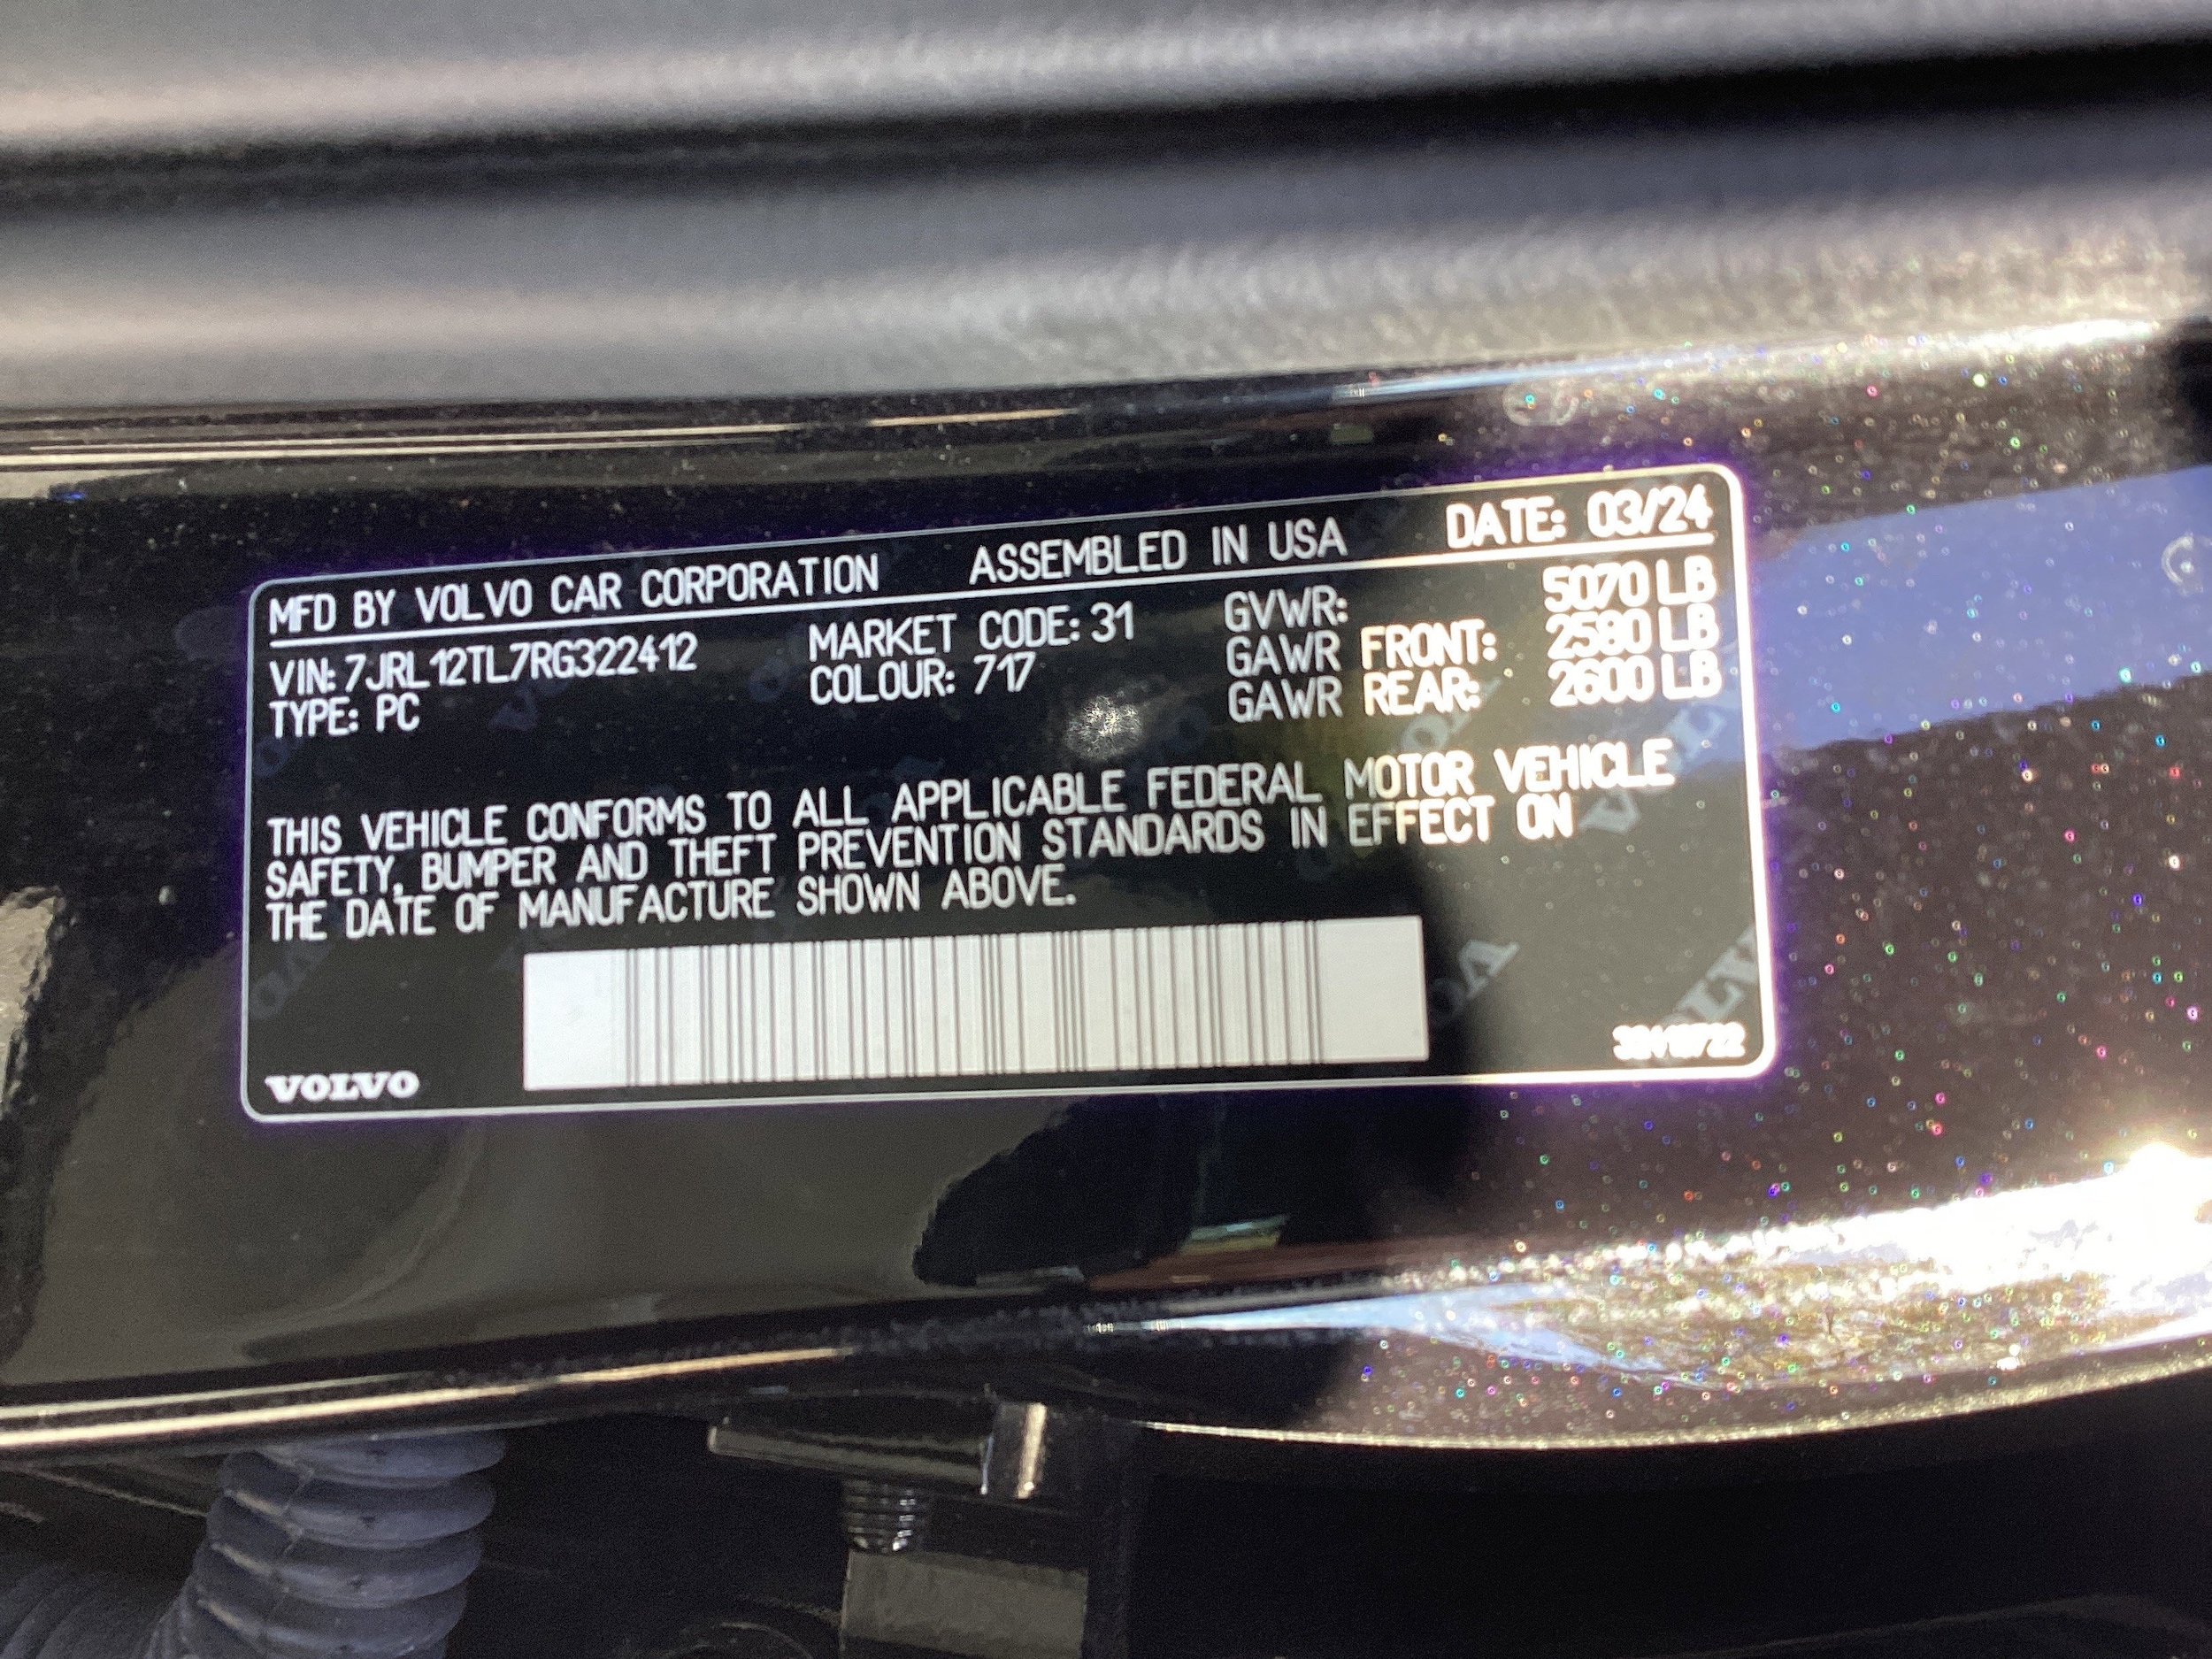 MFD BY VOLVO CAR CORPORATION ASSEMBLED IN USA DATE: 03/24
VIN: 7JRL12TL7RG322412 MARKET CODE: 31 GVWR: 5070 LB
TYPE: PC COLOUR: 717 GAWR FRONT: 2580 LB
GAWR REAR: 2600 LB
THIS VEHICLE CONFORMS TO ALL APPLICABLE FEDERAL MOTOR VEHICLE
SAFETY, BUMPER AND THEFT PREVENTION STANDARDS IN EFFECT ON
THE DATE OF MANUFACTURE SHOWN ABOVE.
VOLVO